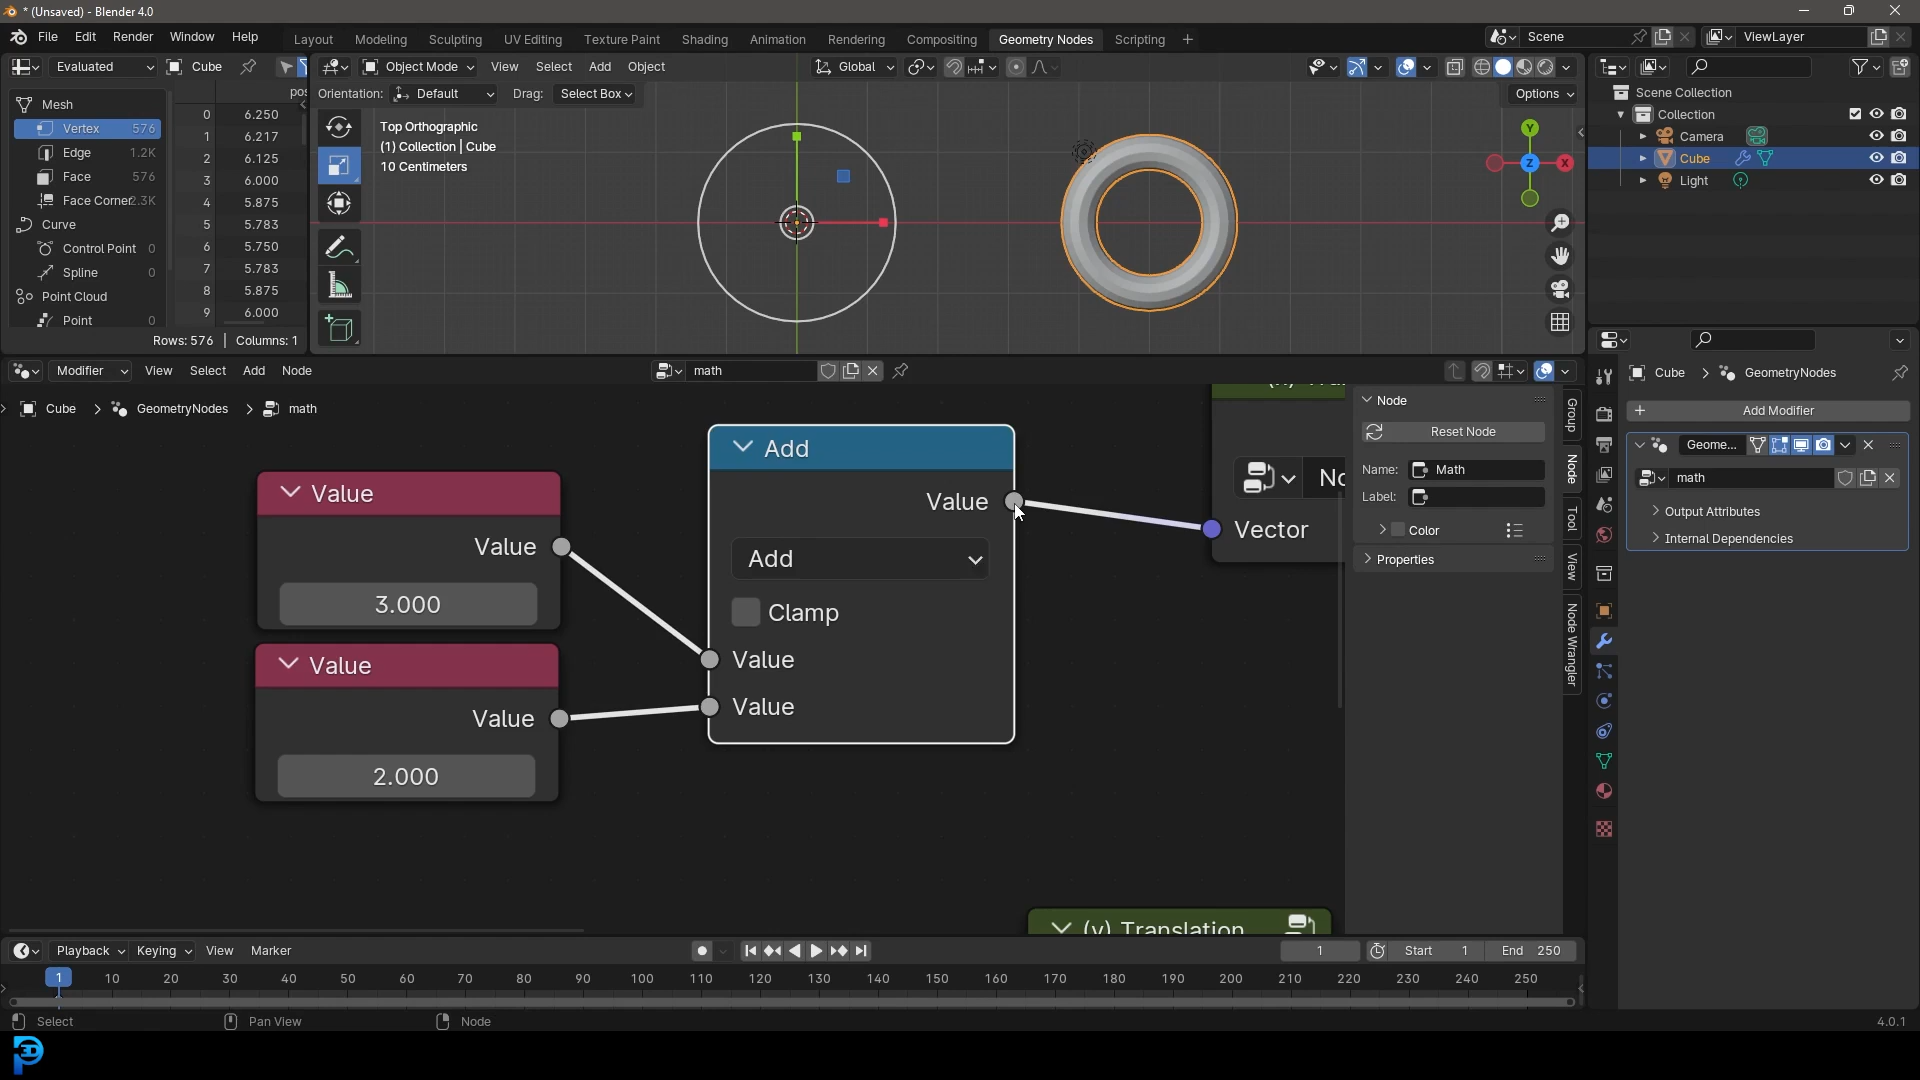 * (Unsaved) - Blender 4.0
File Edit Render Window Help Layout Modeling Sculpting UV Editing Texture Paint Shading Animation Rendering Compositing Geometry Nodes Scripting + Scene ViewLayer
Evaluated Cube Object Mode View Select Add Object Global
Orientation: Default Drag: Select Box Options
Mesh
Vertex 576
Edge 1.2K
Face 576
Face Corner 2.3K
Curve
Control Point 0
Spline 0
Point Cloud
Point 0
pos
0 6.250
1 6.217
2 6.125
3 6.000
4 5.875
5 5.783
6 5.750
7 5.783
8 5.875
9 6.000
Rows: 576 | Columns: 1
Top Orthographic
(1) Collection | Cube
10 Centimeters
Y
Z X
Scene Collection
Collection
Camera
Cube
Light
Modifier View Select Add Node math
Cube > GeometryNodes > math
Value
Value
3.000
Value
Value
2.000
Add
Value
Add
Clamp
Value
Value
Vector
(v) Translation
Node
Reset Node
Name: Math
Label:
Color
Properties
Group
Node
Tool
View
Node Wrangler
Cube > GeometryNodes
+ Add Modifier
Geome...
math
Output Attributes
Internal Dependencies
Playback Keying View Marker 1 Start 1 End 250
1 10 20 30 40 50 60 70 80 90 100 110 120 130 140 150 160 170 180 190 200 210 220 230 240 250
Select Pan View Node 4.0.1
3D